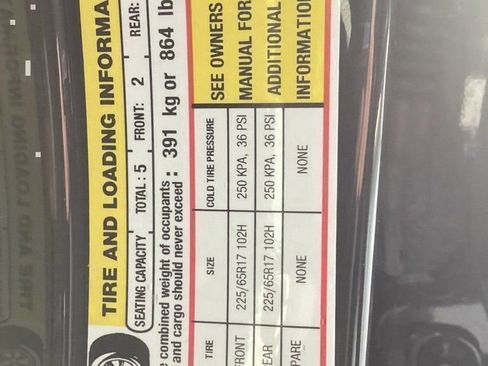 TIRE AND LOADING INFORMA
SEATING CAPACITY TOTAL: 5 FRONT: 2 REAR:
e combined weight of occupants
and cargo should never exceed: 391 kg or 864 lb
TIRE SIZE COLD TIRE PRESSURE SEE OWNERS
FRONT 225/65R17 102H 250 KPA, 36 PSI MANUAL FOR
EAR 225/65R17 102H 250 KPA, 36 PSI ADDITIONAL
PARE NONE NONE INFORMATION